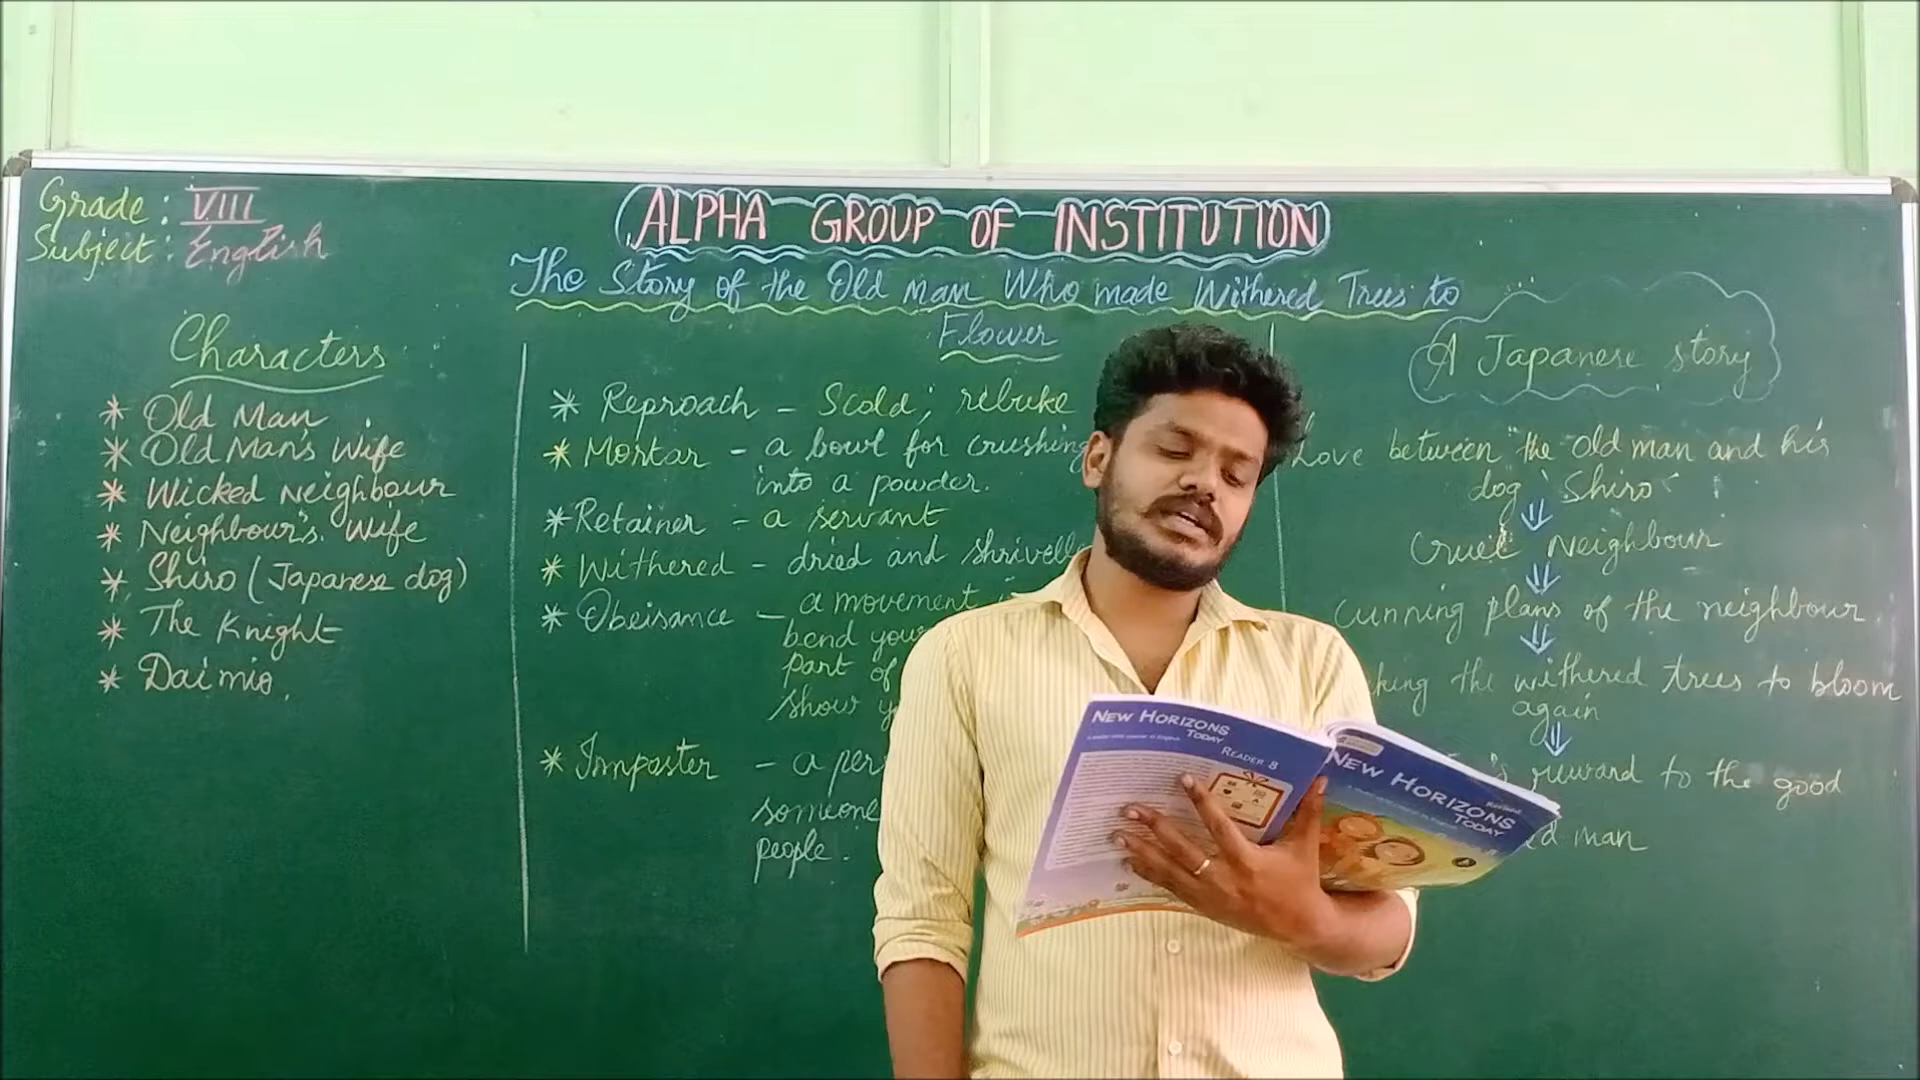 Grade : VIII
Subject : English
ALPHA GROUP OF INSTITUTION
The Story of the Old man Who made Withered Trees to
Flower
Characters
* Old Man
* Old Man's Wife
* Wicked Neighbour
* Neighbour's Wife
* Shiro (Japanese dog)
* The Knight
* Daimio.
* Reproach - Scold; rebuke
* Mortar - a bowl for crushing
into a powder.
* Retainer - a servant
* Withered - dried and
* Obeisance - a movement
bend
part of
show
* Imposter - a
someone
people.
A Japanese story
Love between the old man and his
dog 'Shiro'
Cruel Neighbour
Cunning plans of the neighbour.
the withered trees to bloom
again
reward to the good
man
NEW HORIZONS
TODAY
READER 8
NEW HORIZONS
TODAY